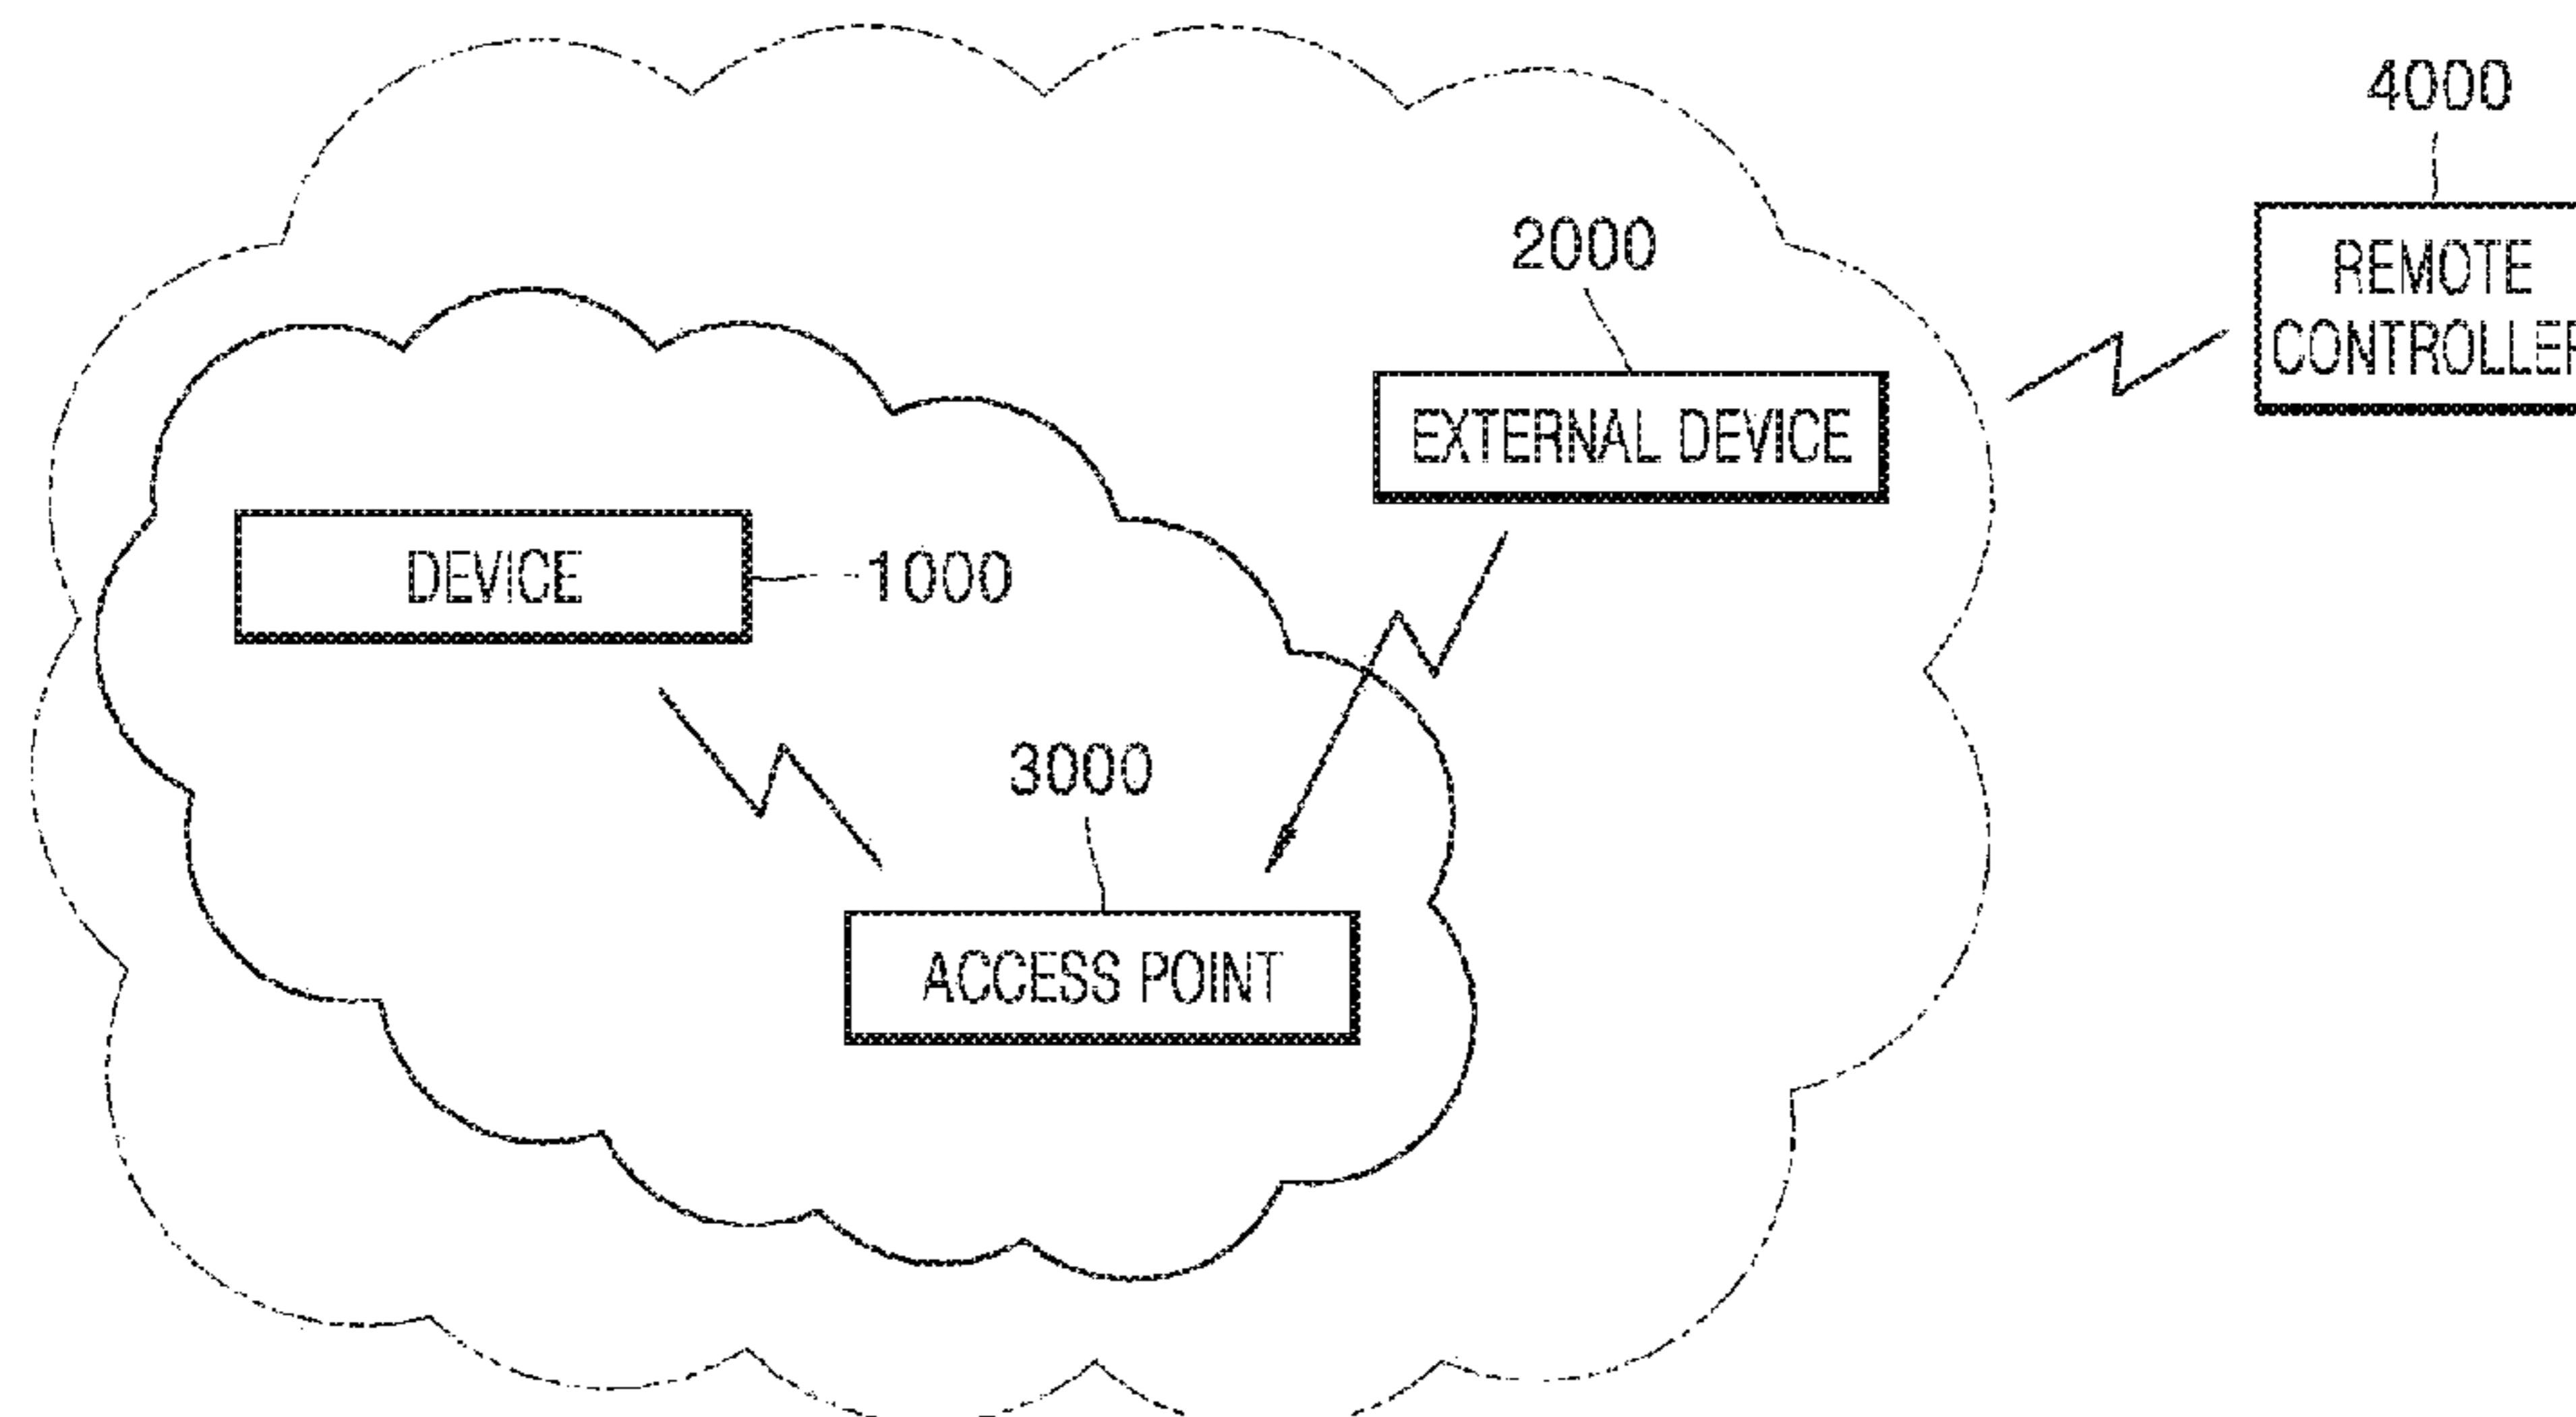 4000
REMOTE
CONTROLLER
2000
EXTERNAL DEVICE
DEVICE
1000
3000
ACCESS POINT